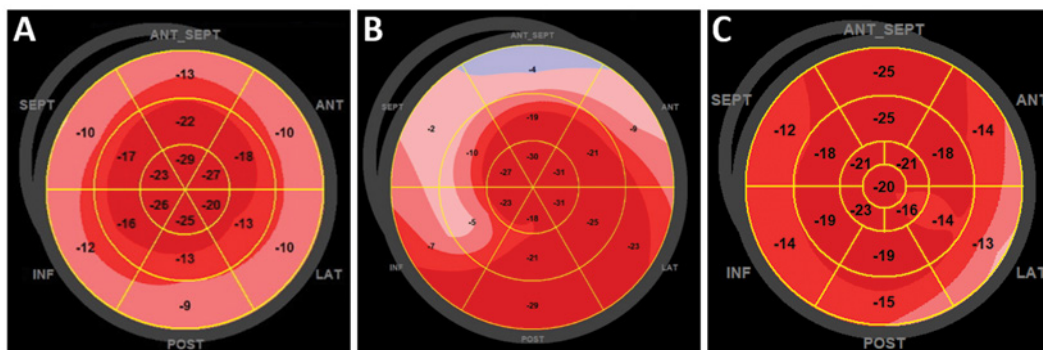 A
ANT_SEPT
-13
SEPT ANT
-22
-10 -10
-17 -29 -18
-23 -27
-26 -20
-16 -25 -13
-12 -10
-13
INF LAT
-9
POST
B
ANT_SEPT
-4
SEPT ANT
-19
-2 -9
-10 -21
-30
-27 -31
-23 -31
-18
-5 -25
-7 -23
-21
INF LAT
-29
POST
C
ANT_SEPT
-25
SEPT ANT
-25
-12 -14
-18 -21 -21 -18
-20
-23 -16
-19 -14
-14 -13
-19
INF LAT
-15
POST